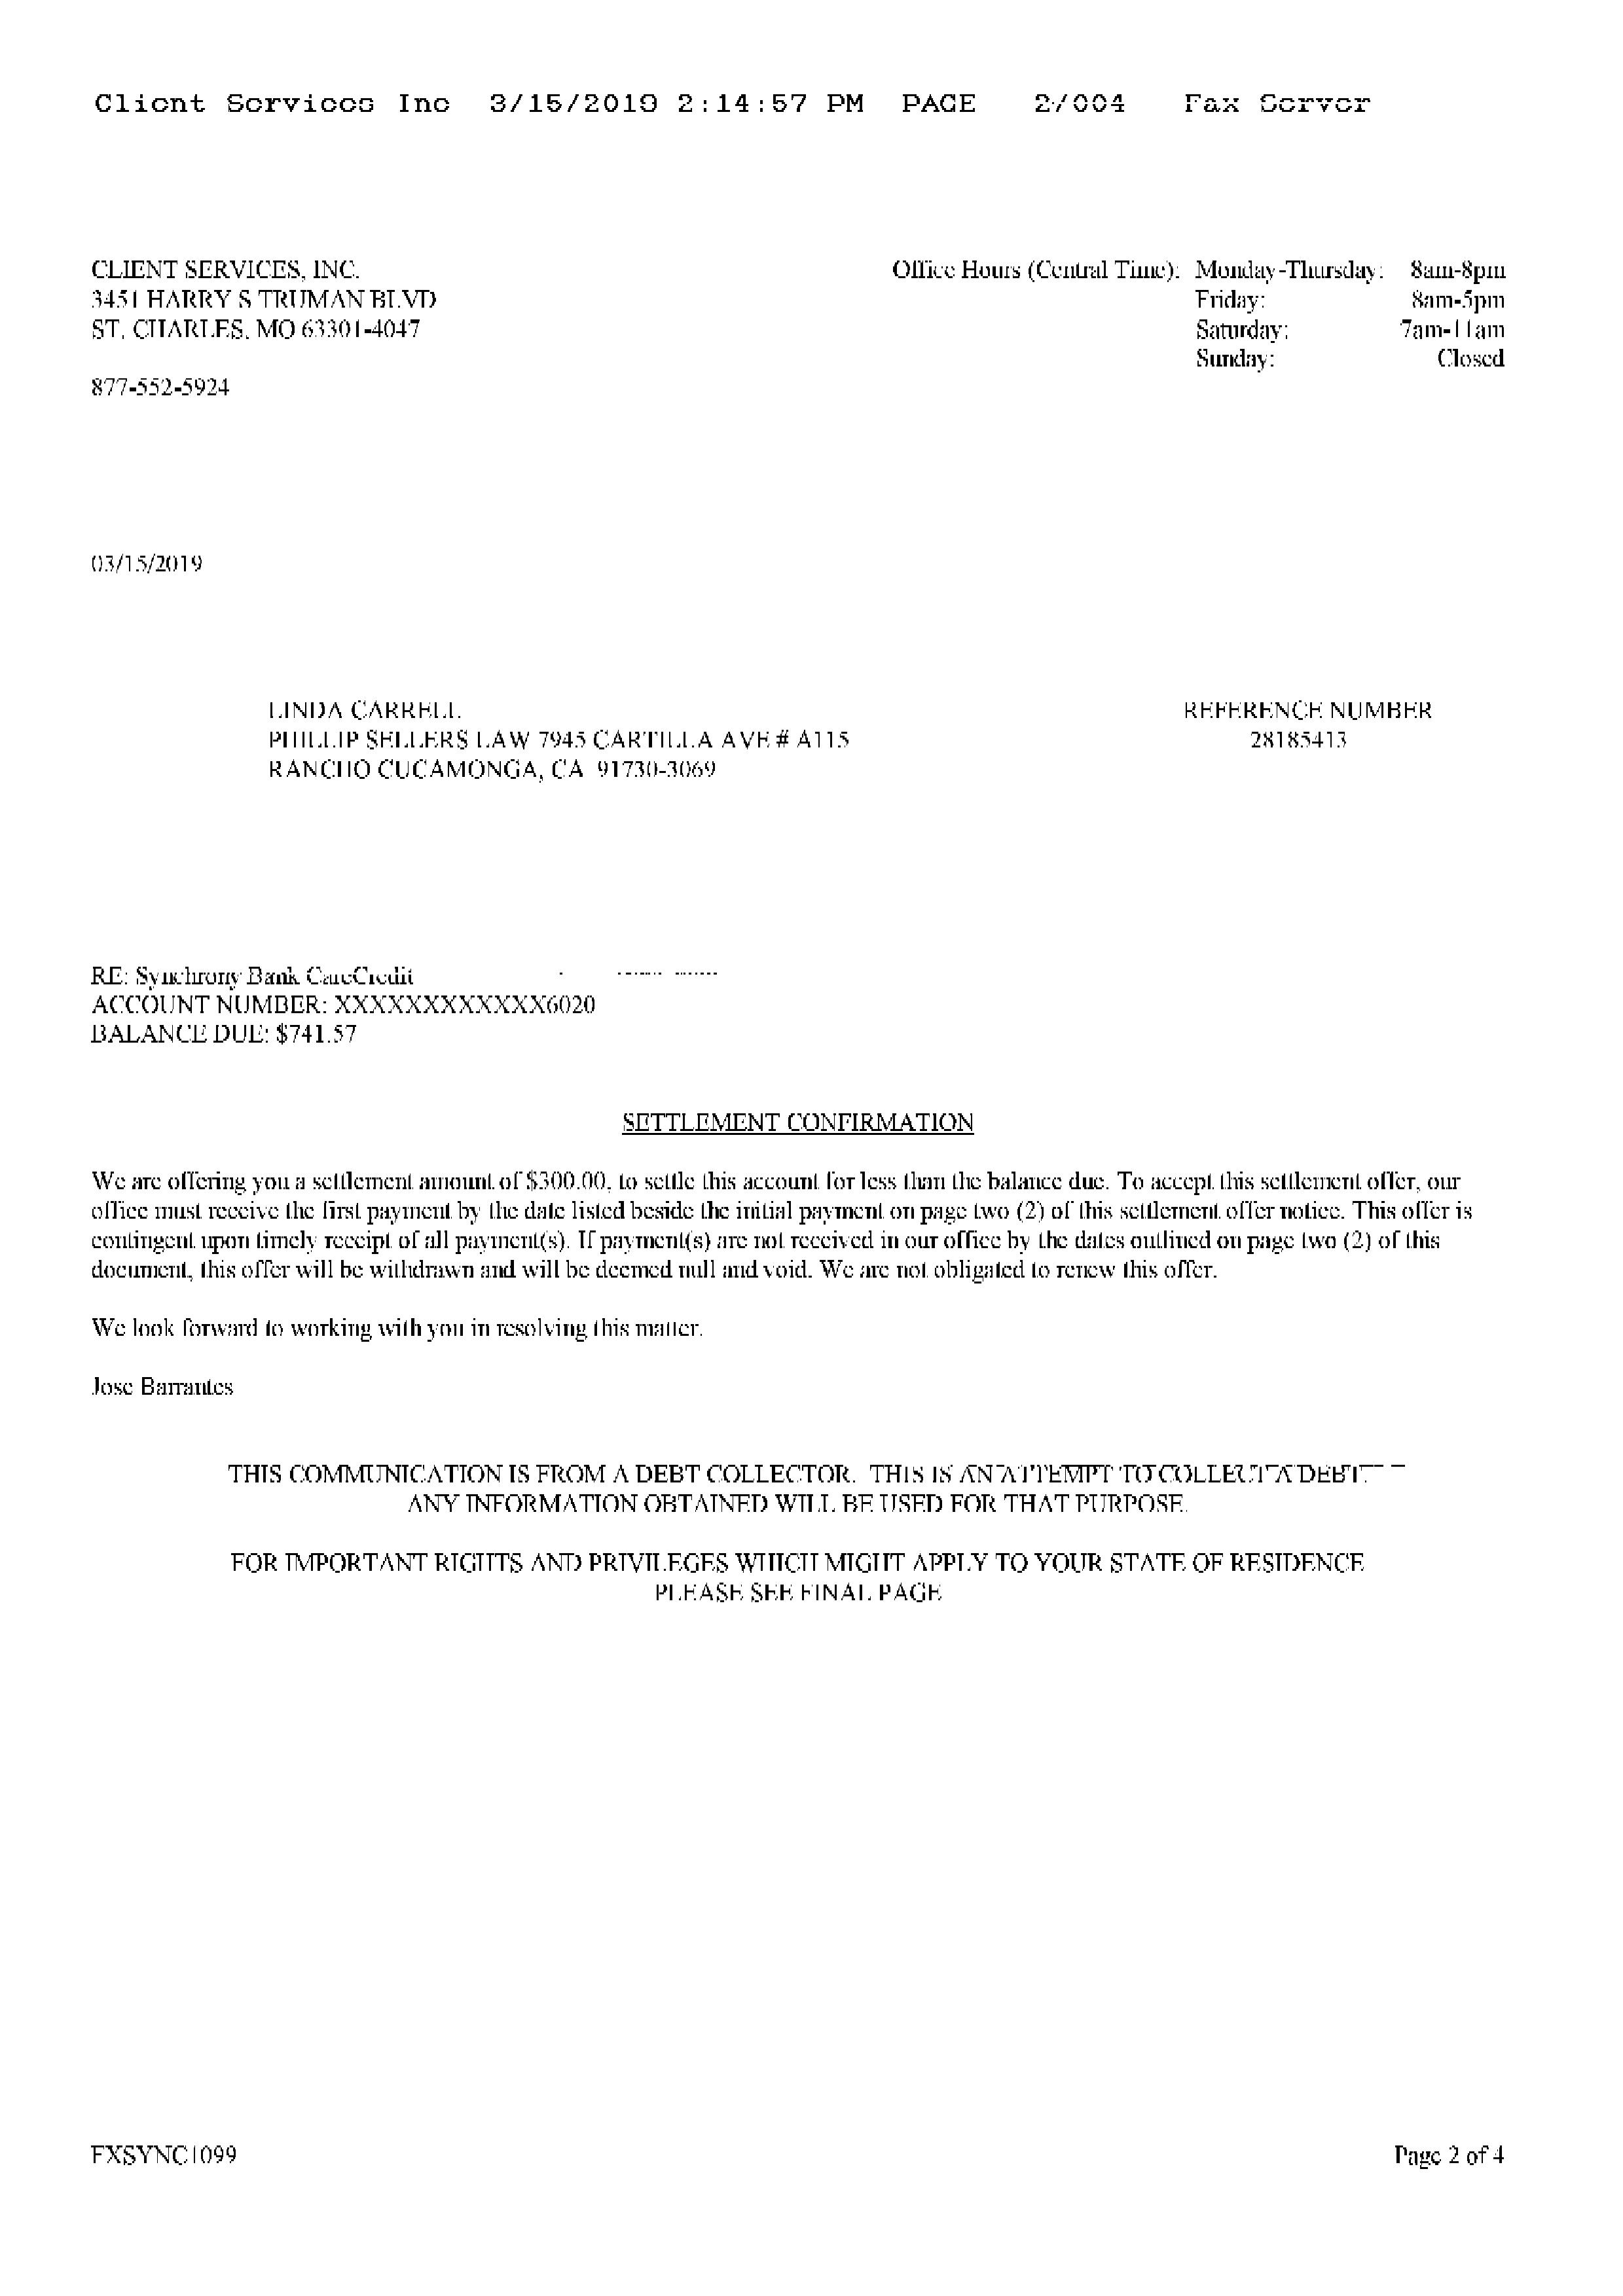 Client Services Inc 3/15/2019 2:14:57 PM PAGE 2/004 Fax Server
CLIENT SERVICES, INC.
3451 HARRY S TRUMAN BLVD
ST. CHARLES, MO 63301-4047
877-552-5924
Office Hours (Central Time): Monday-Thursday: 8am-8pm
Friday: 8am-5pm
Saturday: 7am-11am
Sunday: Closed
03/15/2019
LINDA CARRELL
PHILLIP SELLERS LAW 7945 CARTILLA AVE # A115
RANCHO CUCAMONGA, CA 91730-3069
REFERENCE NUMBER
28185413
RE: Synchrony Bank CareCredit
ACCOUNT NUMBER: XXXXXXXXXXXX6020
BALANCE DUE: $741.57
SETTLEMENT CONFIRMATION
We are offering you a settlement amount of $300.00, to settle this account for less than the balance due. To accept this settlement offer, our
office must receive the first payment by the date listed beside the initial payment on page two (2) of this settlement offer notice. This offer is
contingent upon timely receipt of all payment(s). If payment(s) are not received in our office by the dates outlined on page two (2) of this
document, this offer will be withdrawn and will be deemed null and void. We are not obligated to renew this offer.
We look forward to working with you in resolving this matter.
Jose Barrantes
THIS COMMUNICATION IS FROM A DEBT COLLECTOR. THIS IS AN ATTEMPT TO COLLECT A DEBT.
ANY INFORMATION OBTAINED WILL BE USED FOR THAT PURPOSE.
FOR IMPORTANT RIGHTS AND PRIVILEGES WHICH MIGHT APPLY TO YOUR STATE OF RESIDENCE
PLEASE SEE FINAL PAGE
FXSYNC1099
Page 2 of 4